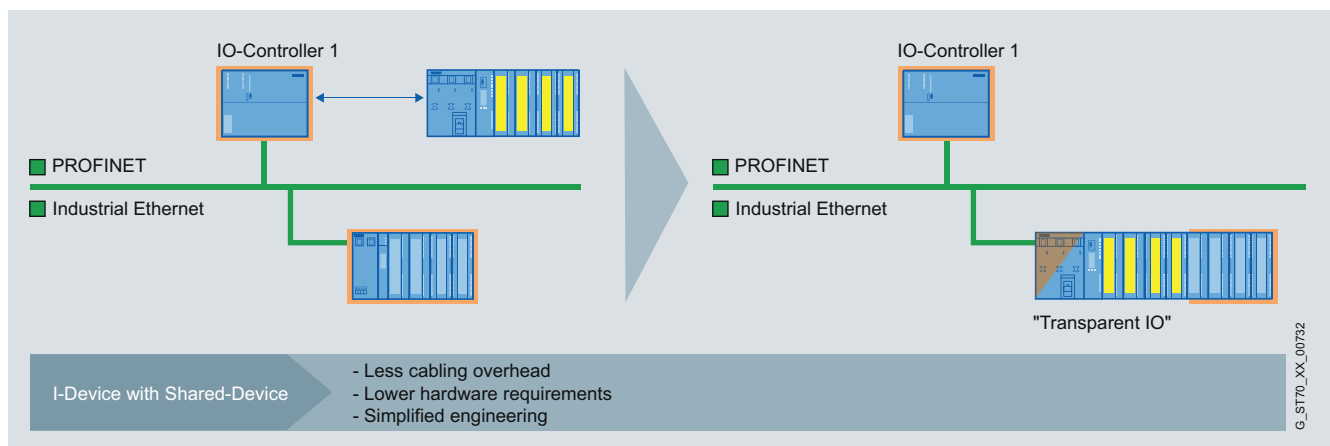 IO-Controller 1
PROFINET
Industrial Ethernet
IO-Controller 1
PROFINET
Industrial Ethernet
"Transparent IO"
I-Device with Shared-Device
- Less cabling overhead
- Lower hardware requirements
- Simplified engineering
G_ST70_XX_00732